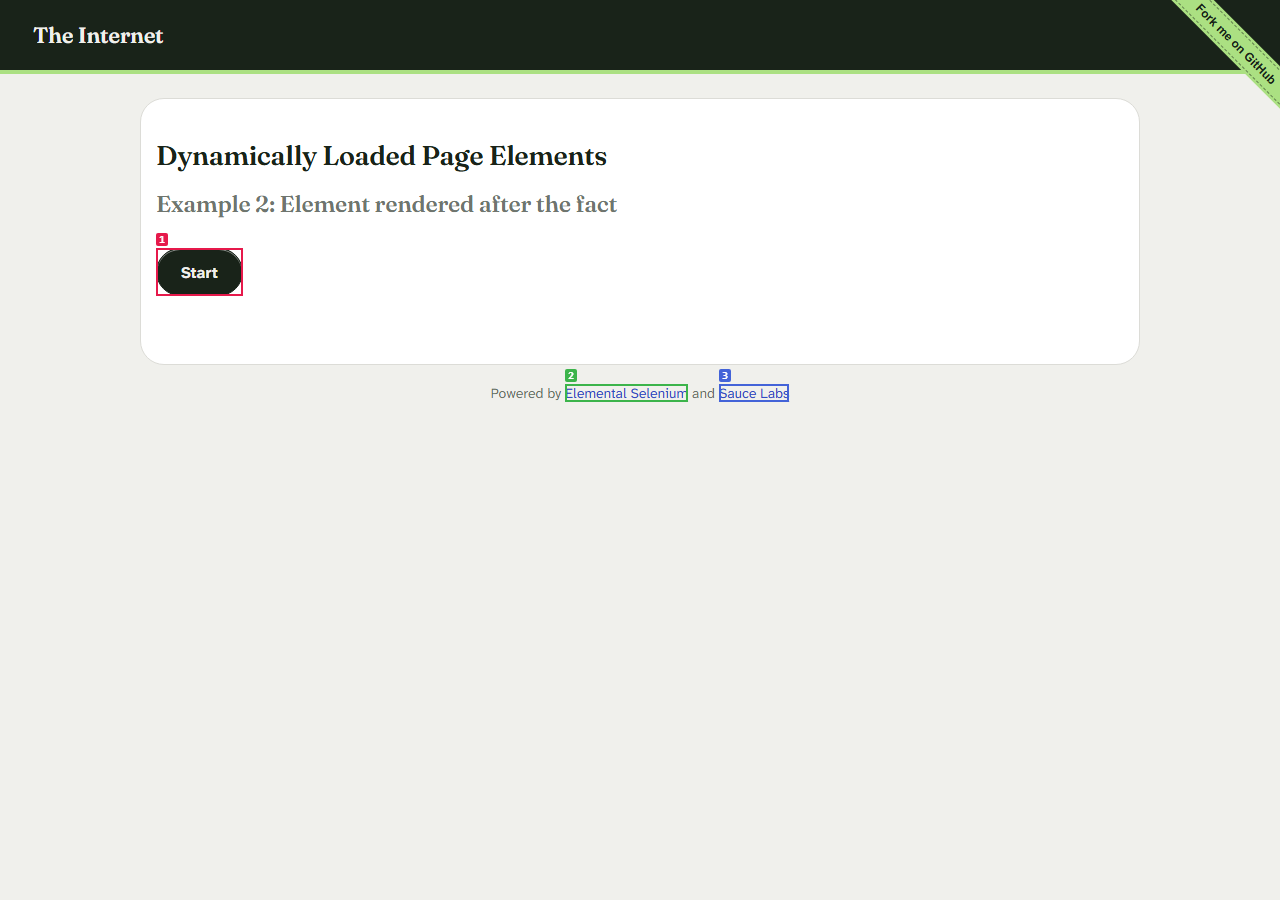 The Internet
Fork me on GitHub
Dynamically Loaded Page Elements
Example 2: Element rendered after the fact
1
Start
2
3
Powered by Elemental Selenium and Sauce Labs